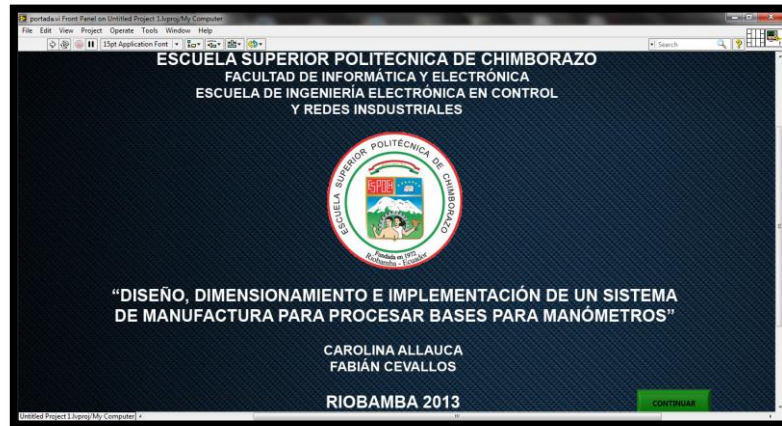 portada.vi Front Panel on Untitled Project 1.lvproj/My Computer
File Edit View Project Operate Tools Window Help
15pt Application Font
Search
ESCUELA SUPERIOR POLITÉCNICA DE CHIMBORAZO
FACULTAD DE INFORMÁTICA Y ELECTRÓNICA
ESCUELA DE INGENIERÍA ELECTRÓNICA EN CONTROL
Y REDES INSDUSTRIALES
ESCUELA SUPERIOR POLITÉCNICA DE CHIMBORAZO
ESPOCH
Fundada en 1972
Riobamba - Ecuador
“DISEÑO, DIMENSIONAMIENTO E IMPLEMENTACIÓN DE UN SISTEMA
DE MANUFACTURA PARA PROCESAR BASES PARA MANÓMETROS”
CAROLINA ALLAUCA
FABIÁN CEVALLOS
RIOBAMBA 2013
CONTINUAR
Untitled Project 1.lvproj/My Computer